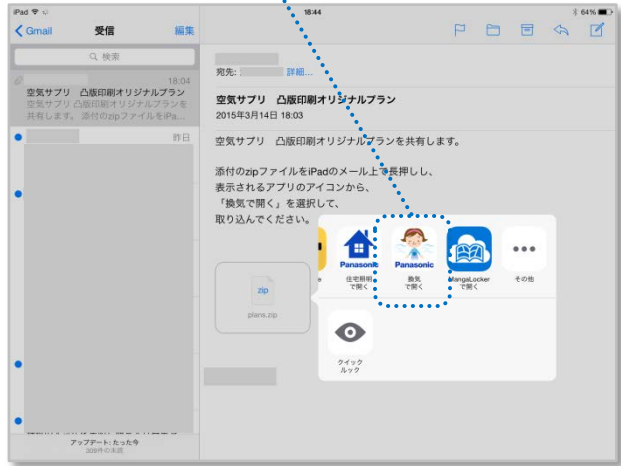 iPad
18:44
64%
Gmail
受信
編集
検索
18:04
空気サプリ 凸版印刷オリジナルプラン
空気サプリ 凸版印刷オリジナルプランを
共有します。 添付のzipファイルをiPa...
昨日
アップデート: たった今
宛先:
詳細...
空気サプリ 凸版印刷オリジナルプラン
2015年3月14日 18:03
空気サプリ 凸版印刷オリジナルプランを共有します。
添付のzipファイルをiPadのメール上で長押しし、
表示されるアプリのアイコンから、
「換気で開く」を選択して、
取り込んでください。
zip
plans.zip
Panasonic
住宅照明
で開く
Panasonic
換気
で開く
MangaLocker
で開く
その他
クイック
ルック